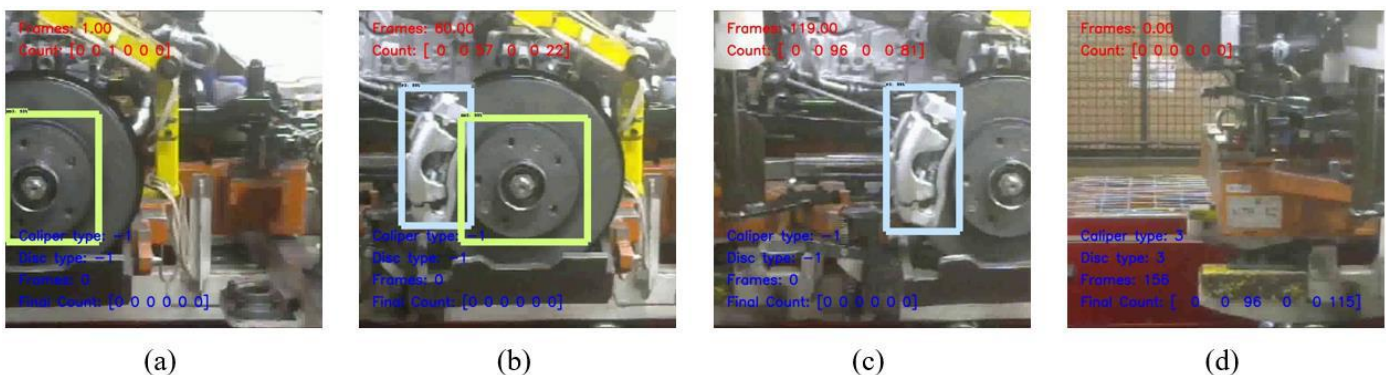 Frames: 1.00
Count: [0 0 1 0 0 0]
Caliper type: -1
Disc type: -1
Frames: 0
Final Count: [0 0 0 0 0 0]
(a)
Frames: 60.00
Count: [ 0 0 57 0 0 22]
Caliper type: -1
Disc type: -1
Frames: 0
Final Count: [0 0 0 0 0 0]
(b)
Frames: 119.00
Count: [ 0 0 96 0 0 81]
Caliper type: -1
Disc type: -1
Frames: 0
Final Count: [0 0 0 0 0 0]
(c)
Frames: 0.00
Count: [0 0 0 0 0 0]
Caliper type: 3
Disc type: 3
Frames: 156
Final Count: [ 0 0 96 0 0 115]
(d)